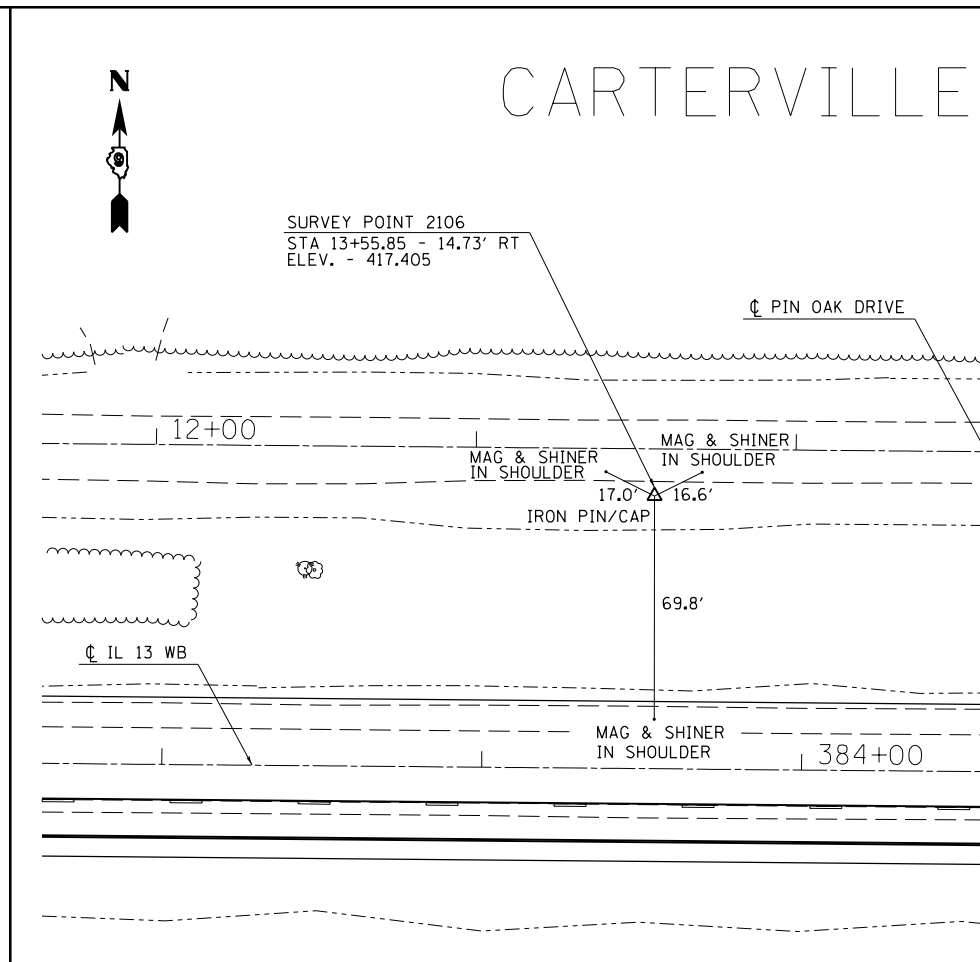 N
CARTERVILLE
9
SURVEY POINT 2106
STA 13+55.85 - 14.73' RT
ELEV. - 417.405
℄ PIN OAK DRIVE
12+00
MAG & SHINER
IN SHOULDER
MAG & SHINER
IN SHOULDER
17.0'
16.6'
IRON PIN/CAP
69.8'
℄ IL 13 WB
MAG & SHINER
IN SHOULDER
384+00